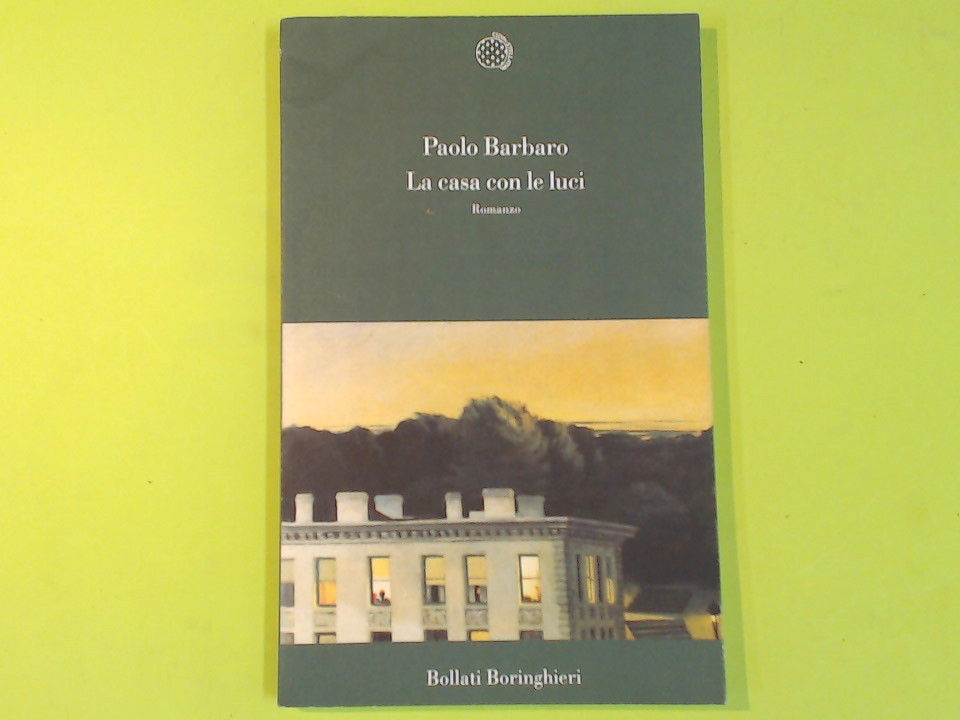 Paolo Barbaro
La casa con le luci
Romanzo
Bollati Boringhieri